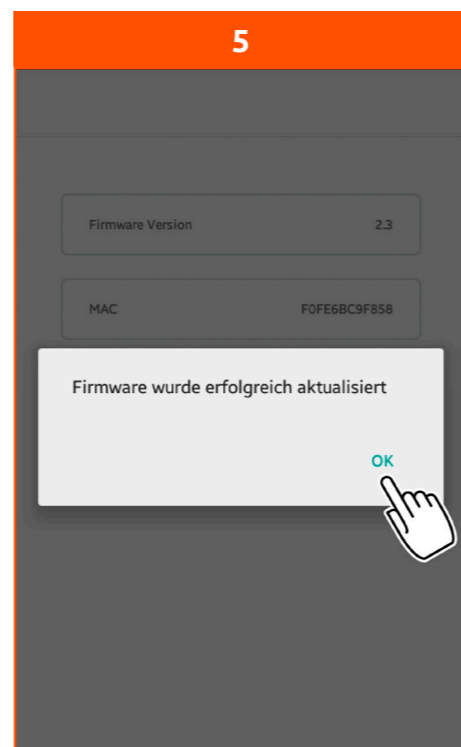 5
Firmware Version 2.3
MAC F0FE6BC9F858
Firmware wurde erfolgreich aktualisiert
OK